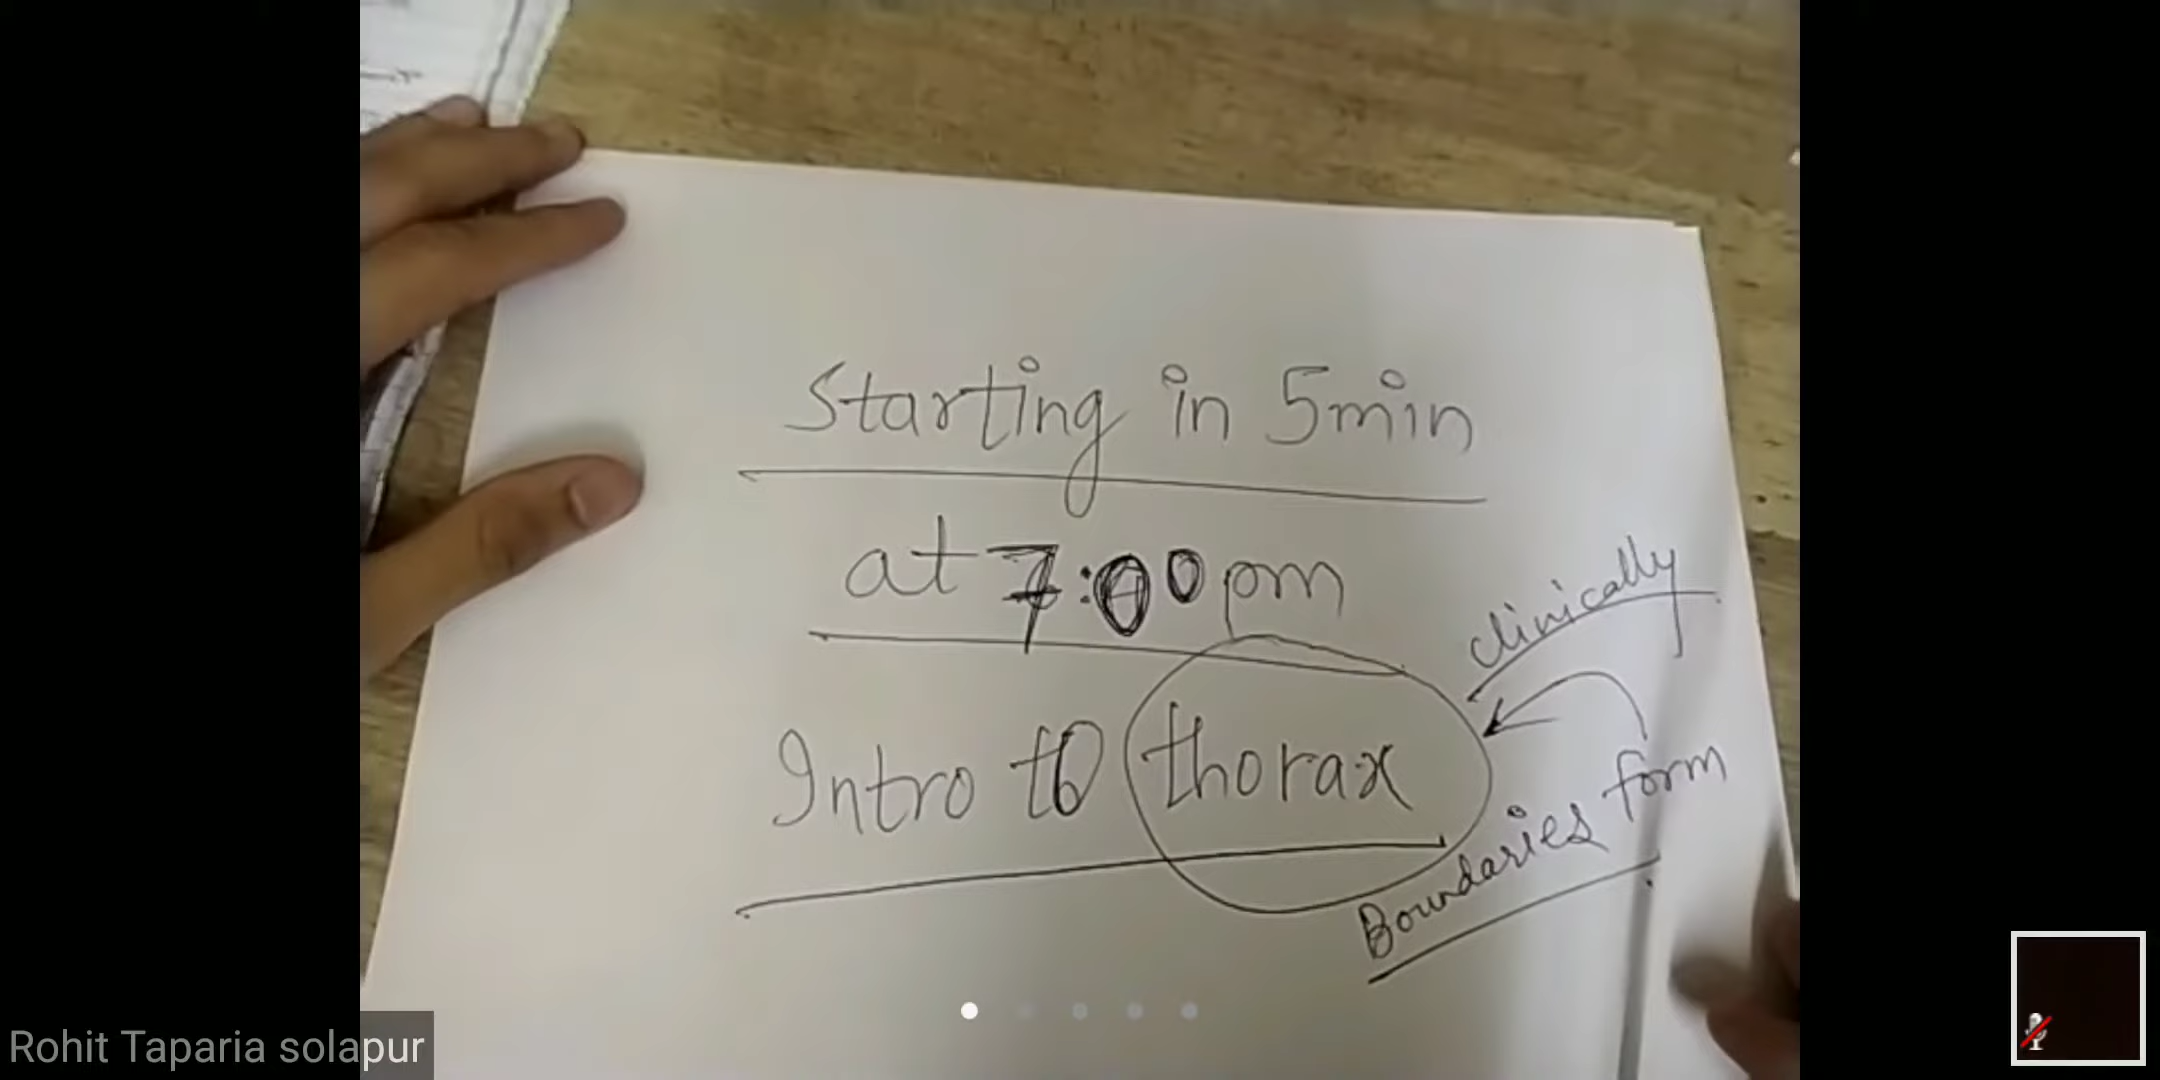 Starting in 5min
at 7:00 pm
Intro to thorax
clinically
Boundaries form
Rohit Taparia solapur